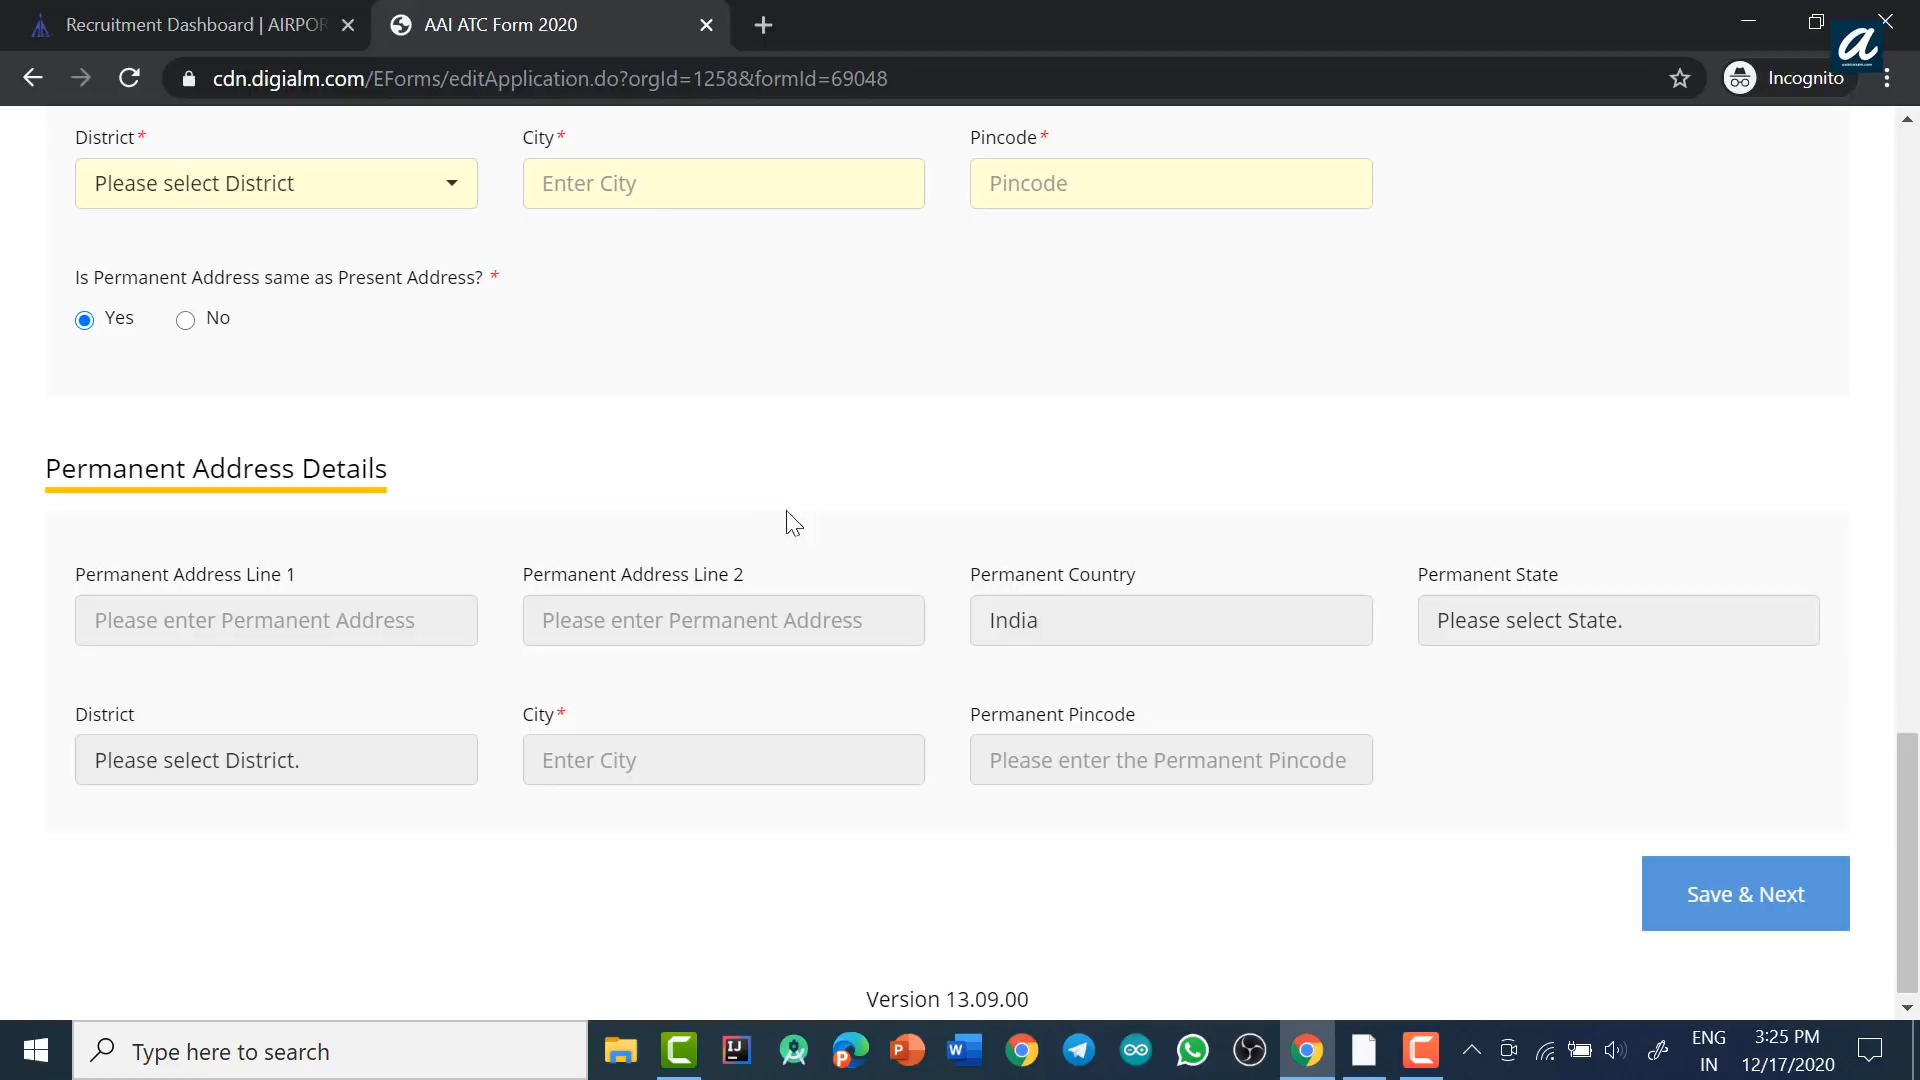 Recruitment Dashboard | AIRPOR
AAI ATC Form 2020
cdn.digialm.com/EForms/editApplication.do?orgId=1258&formId=69048
Incognito
District*
City*
Pincode*
Please select District
Enter City
Pincode
Is Permanent Address same as Present Address? *
Yes
No
Permanent Address Details
Permanent Address Line 1
Permanent Address Line 2
Permanent Country
Permanent State
Please enter Permanent Address
Please enter Permanent Address
India
Please select State.
District
City*
Permanent Pincode
Please select District.
Enter City
Please enter the Permanent Pincode
Save & Next
Version 13.09.00
Type here to search
ENG
IN
3:25 PM
12/17/2020